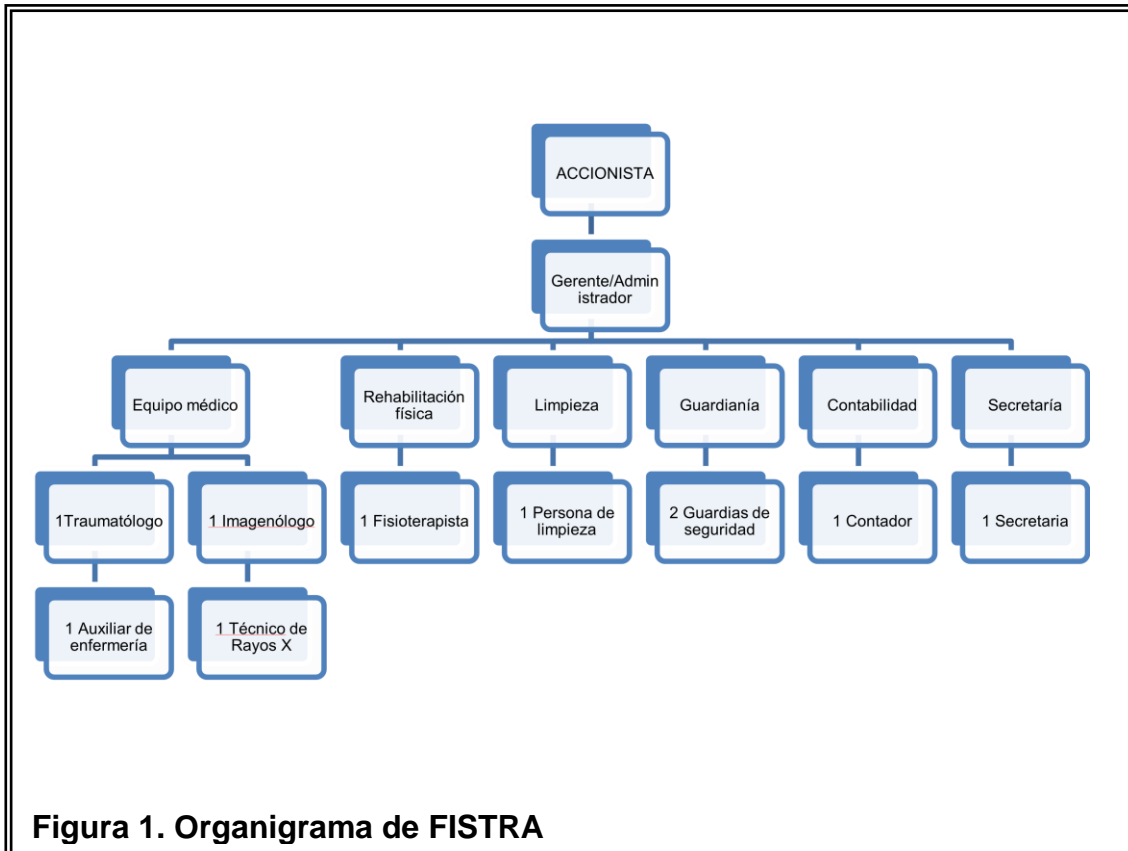 ACCIONISTA
Gerente/Admin
istrador
Equipo médico
Rehabilitación
física
Limpieza
Guardianía
Contabilidad
Secretaría
1Traumatólogo
1 Imagenólogo
1 Fisioterapista
1 Persona de
limpieza
2 Guardias de
seguridad
1 Contador
1 Secretaria
1 Auxiliar de
enfermería
1 Técnico de
Rayos X
Figura 1. Organigrama de FISTRA